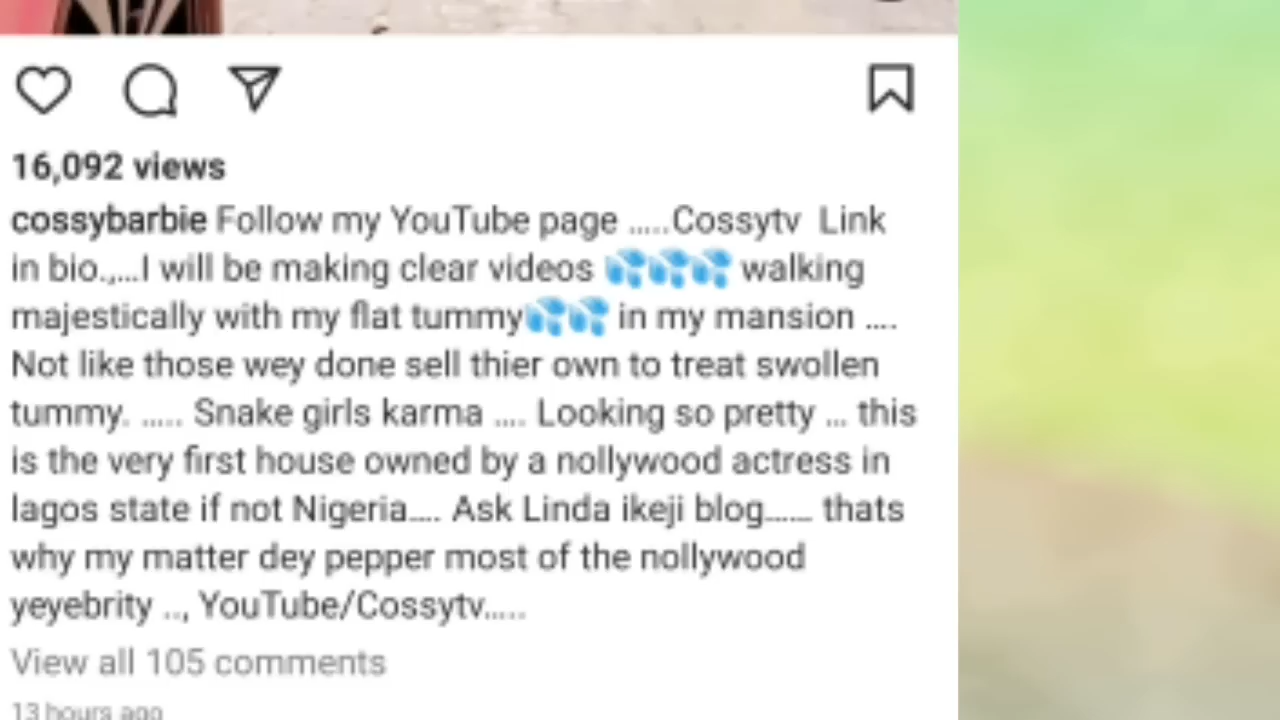 16,092 views
cossybarbie Follow my YouTube page .....Cossytv Link
in bio.,...I will be making clear videos 💦💦💦 walking
majestically with my flat tummy💦💦 in my mansion ....
Not like those wey done sell thier own to treat swollen
tummy. ..... Snake girls karma .... Looking so pretty ... this
is the very first house owned by a nollywood actress in
lagos state if not Nigeria.... Ask Linda ikeji blog...... thats
why my matter dey pepper most of the nollywood
yeyebrity .., YouTube/Cossytv.....
View all 105 comments
13 hours ago